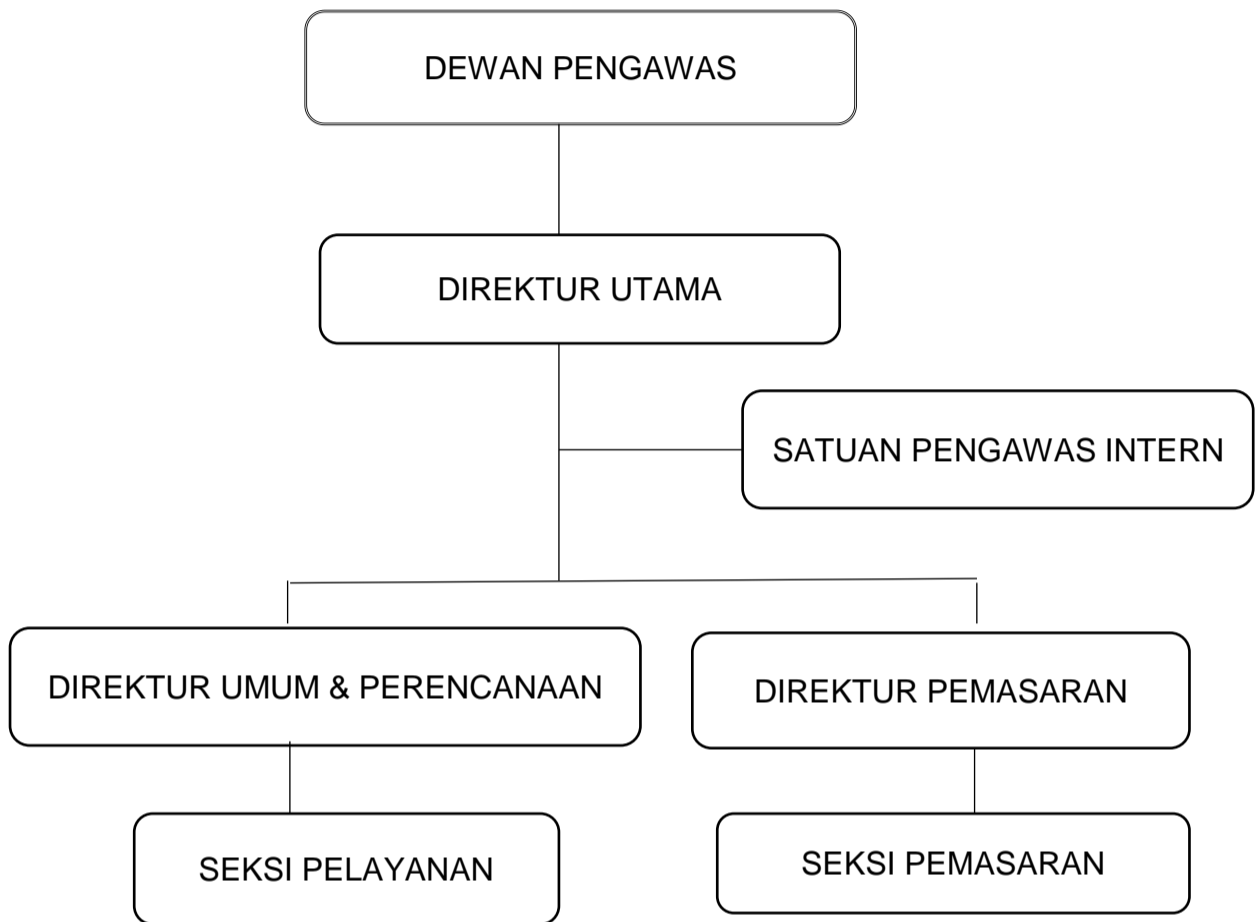 DEWAN PENGAWAS
DIREKTUR UTAMA
SATUAN PENGAWAS INTERN
DIREKTUR UMUM & PERENCANAAN
DIREKTUR PEMASARAN
SEKSI PELAYANAN
SEKSI PEMASARAN